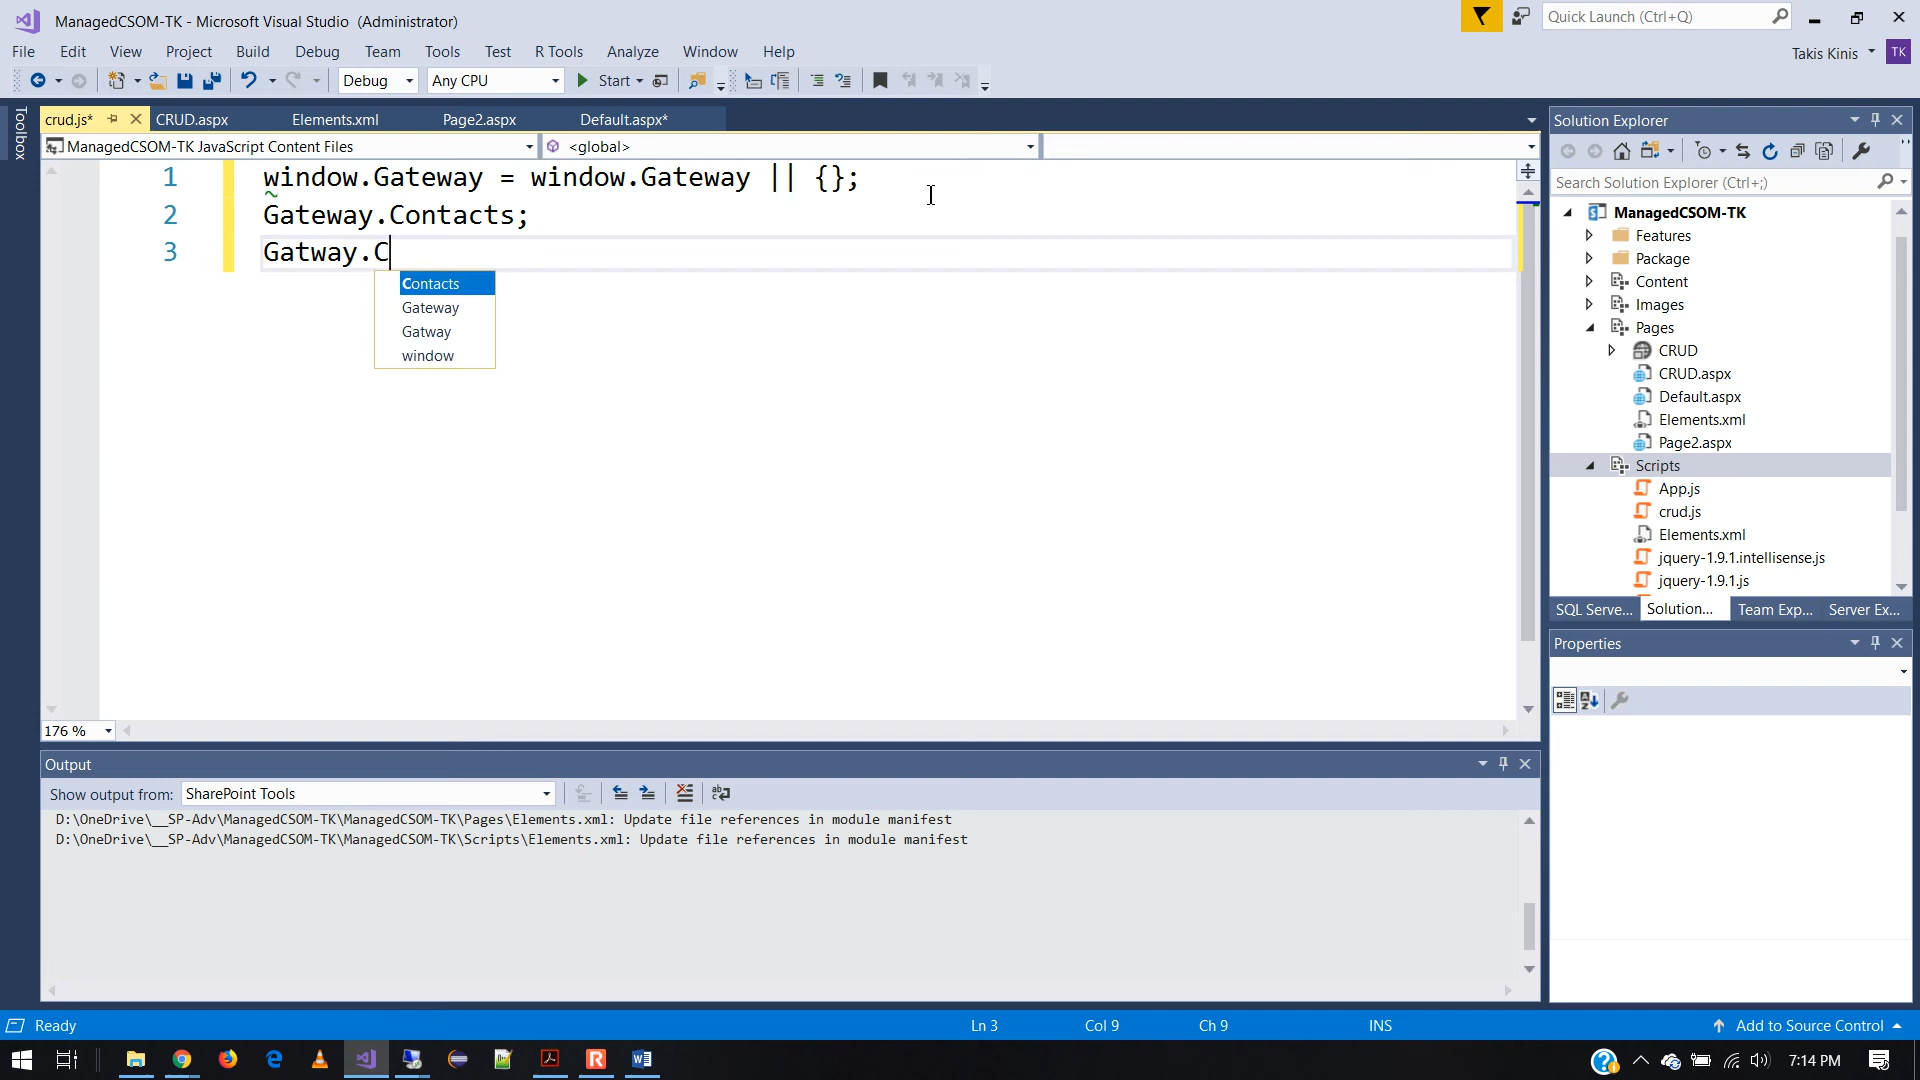 ManagedCSOM-TK - Microsoft Visual Studio (Administrator)
Quick Launch (Ctrl+Q)
File Edit View Project Build Debug Team Tools Test R Tools Analyze Window Help
Takis Kinis TK
Debug Any CPU Start
Toolbox
crud.js* CRUD.aspx Elements.xml Page2.aspx Default.aspx*
ManagedCSOM-TK JavaScript Content Files <global>
1 window.Gateway = window.Gateway || {};
2 Gateway.Contacts;
3 Gatway.C
Contacts
Gateway
Gatway
window
176 %
Solution Explorer
Search Solution Explorer (Ctrl+;)
ManagedCSOM-TK
Features
Package
Content
Images
Pages
CRUD
CRUD.aspx
Default.aspx
Elements.xml
Page2.aspx
Scripts
App.js
crud.js
Elements.xml
jquery-1.9.1.intellisense.js
jquery-1.9.1.js
SQL Serve... Solution... Team Exp... Server Ex...
Properties
Output
Show output from: SharePoint Tools
D:\OneDrive\__SP-Adv\ManagedCSOM-TK\ManagedCSOM-TK\Pages\Elements.xml: Update file references in module manifest
D:\OneDrive\__SP-Adv\ManagedCSOM-TK\ManagedCSOM-TK\Scripts\Elements.xml: Update file references in module manifest
Ready Ln 3 Col 9 Ch 9 INS Add to Source Control
7:14 PM